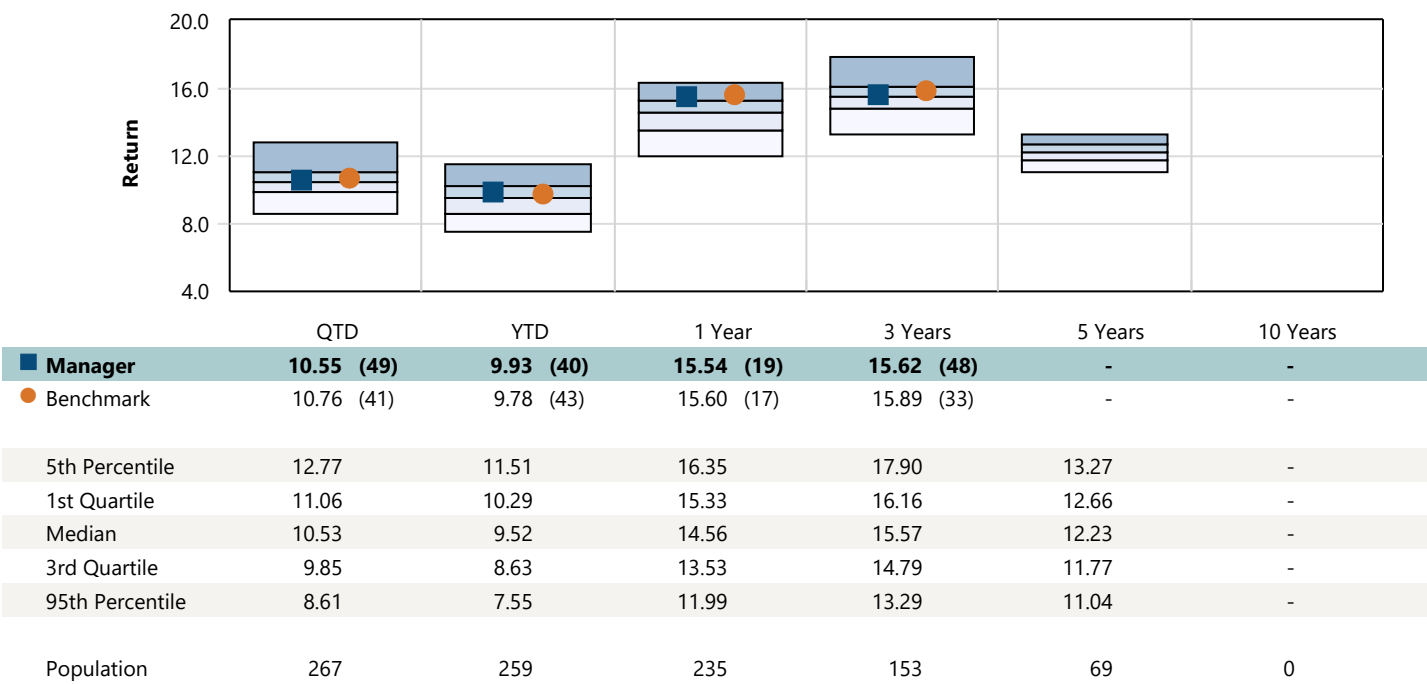 20.0
16.0
12.0
8.0
4.0
Return
QTD YTD 1 Year 3 Years 5 Years 10 Years
Manager 10.55 (49) 9.93 (40) 15.54 (19) 15.62 (48) - -
Benchmark 10.76 (41) 9.78 (43) 15.60 (17) 15.89 (33) - -
5th Percentile 12.77 11.51 16.35 17.90 13.27 -
1st Quartile 11.06 10.29 15.33 16.16 12.66 -
Median 10.53 9.52 14.56 15.57 12.23 -
3rd Quartile 9.85 8.63 13.53 14.79 11.77 -
95th Percentile 8.61 7.55 11.99 13.29 11.04 -
Population 267 259 235 153 69 0